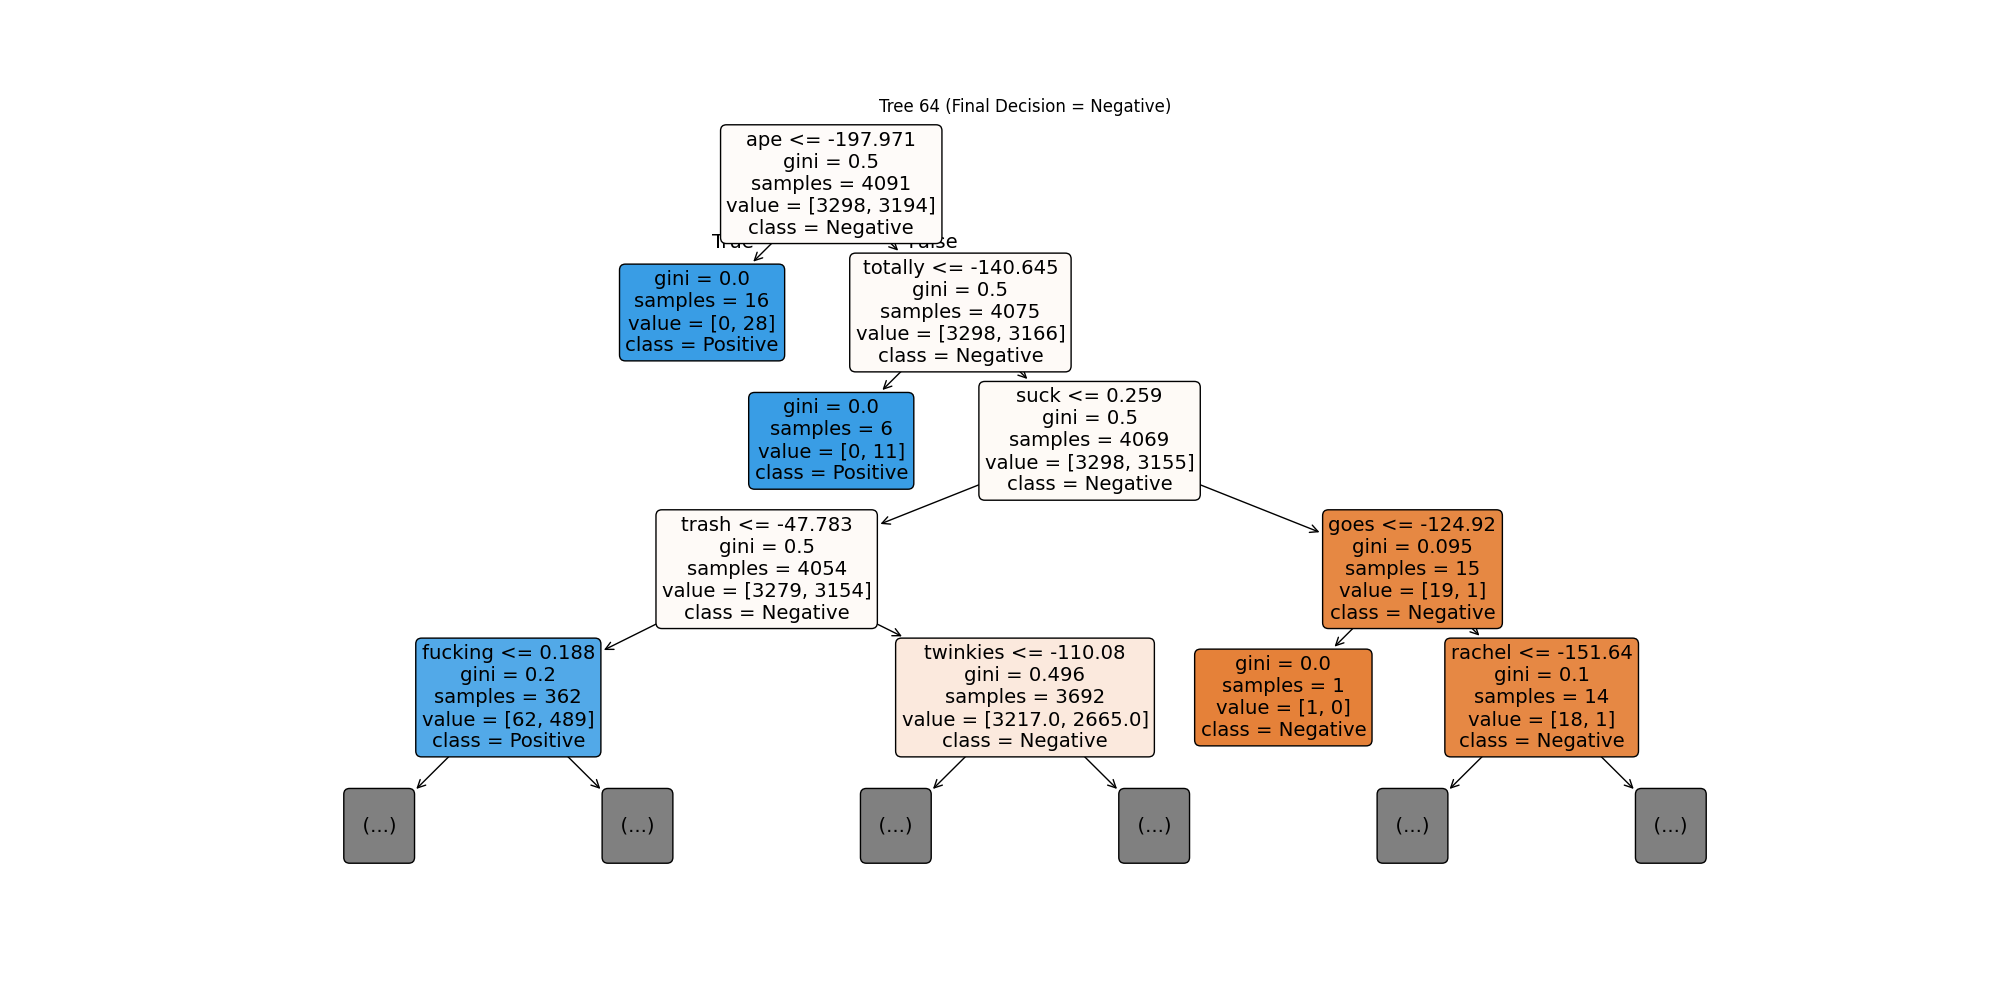 Tree 64 (Final Decision = Negative)
ape <= -197.971
gini = 0.5
samples = 4091
value = [3298, 3194]
class = Negative
True
False
gini = 0.0
samples = 16
value = [0, 28]
class = Positive
totally <= -140.645
gini = 0.5
samples = 4075
value = [3298, 3166]
class = Negative
gini = 0.0
samples = 6
value = [0, 11]
class = Positive
suck <= 0.259
gini = 0.5
samples = 4069
value = [3298, 3155]
class = Negative
trash <= -47.783
gini = 0.5
samples = 4054
value = [3279, 3154]
class = Negative
goes <= -124.92
gini = 0.095
samples = 15
value = [19, 1]
class = Negative
fucking <= 0.188
gini = 0.2
samples = 362
value = [62, 489]
class = Positive
twinkies <= -110.08
gini = 0.496
samples = 3692
value = [3217.0, 2665.0]
class = Negative
gini = 0.0
samples = 1
value = [1, 0]
class = Negative
rachel <= -151.64
gini = 0.1
samples = 14
value = [18, 1]
class = Negative
(...)
(...)
(...)
(...)
(...)
(...)